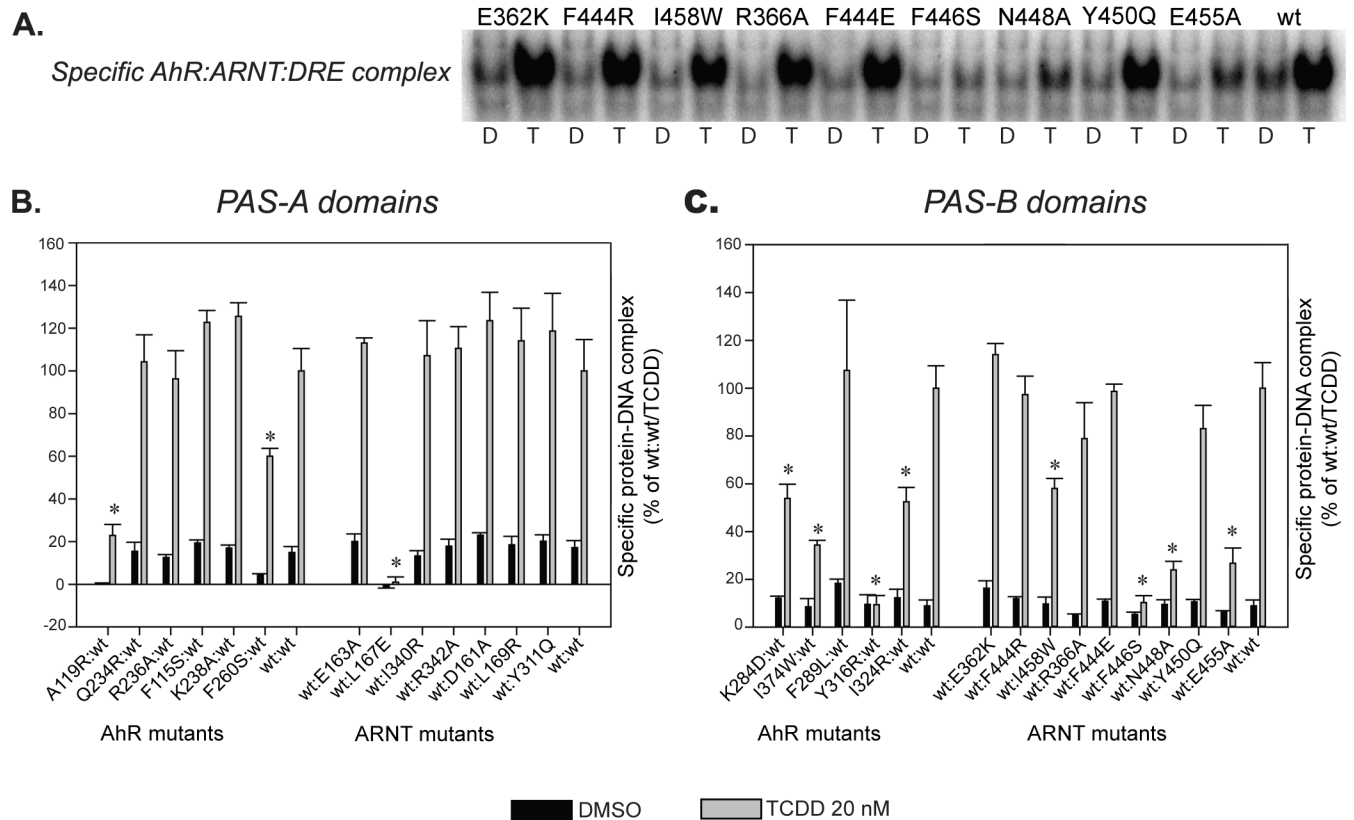 A.
E362K F444R I458W R366A F444E F446S N448A Y450Q E455A wt
Specific AhR:ARNT:DRE complex
D T D T D T D T D T D T D T D T D T D T
B.
PAS-A domains
160
140
120
100
80
60
40
20
0
-20
*
*
*
A119R:wt
Q234R:wt
R236A:wt
F115S:wt
K238A:wt
F260S:wt
wt:wt
wt:E163A
wt:L167E
wt:I340R
wt:R342A
wt:D161A
wt:L169R
wt:Y311Q
wt:wt
AhR mutants
ARNT mutants
Specific protein-DNA complex
(% of wt:wt/TCDD)
C.
PAS-B domains
160
140
120
100
80
60
40
20
0
*
*
*
*
*
*
*
*
K284D:wt
I374W:wt
F289L:wt
Y316R:wt
I324R:wt
wt:wt
wt:E362K
wt:F444R
wt:I458W
wt:R366A
wt:F444E
wt:F446S
wt:N448A
wt:Y450Q
wt:E455A
wt:wt
AhR mutants
ARNT mutants
Specific protein-DNA complex
(% of wt:wt/TCDD)
DMSO
TCDD 20 nM